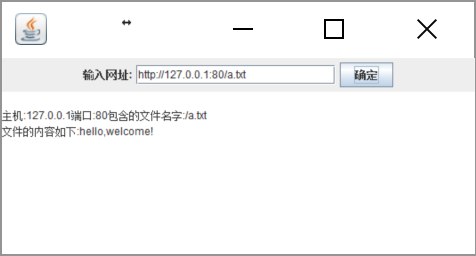 输入网址: http://127.0.0.1:80/a.txt 确定
主机:127.0.0.1端口:80包含的文件名字:/a.txt
文件的内容如下:hello,welcome!